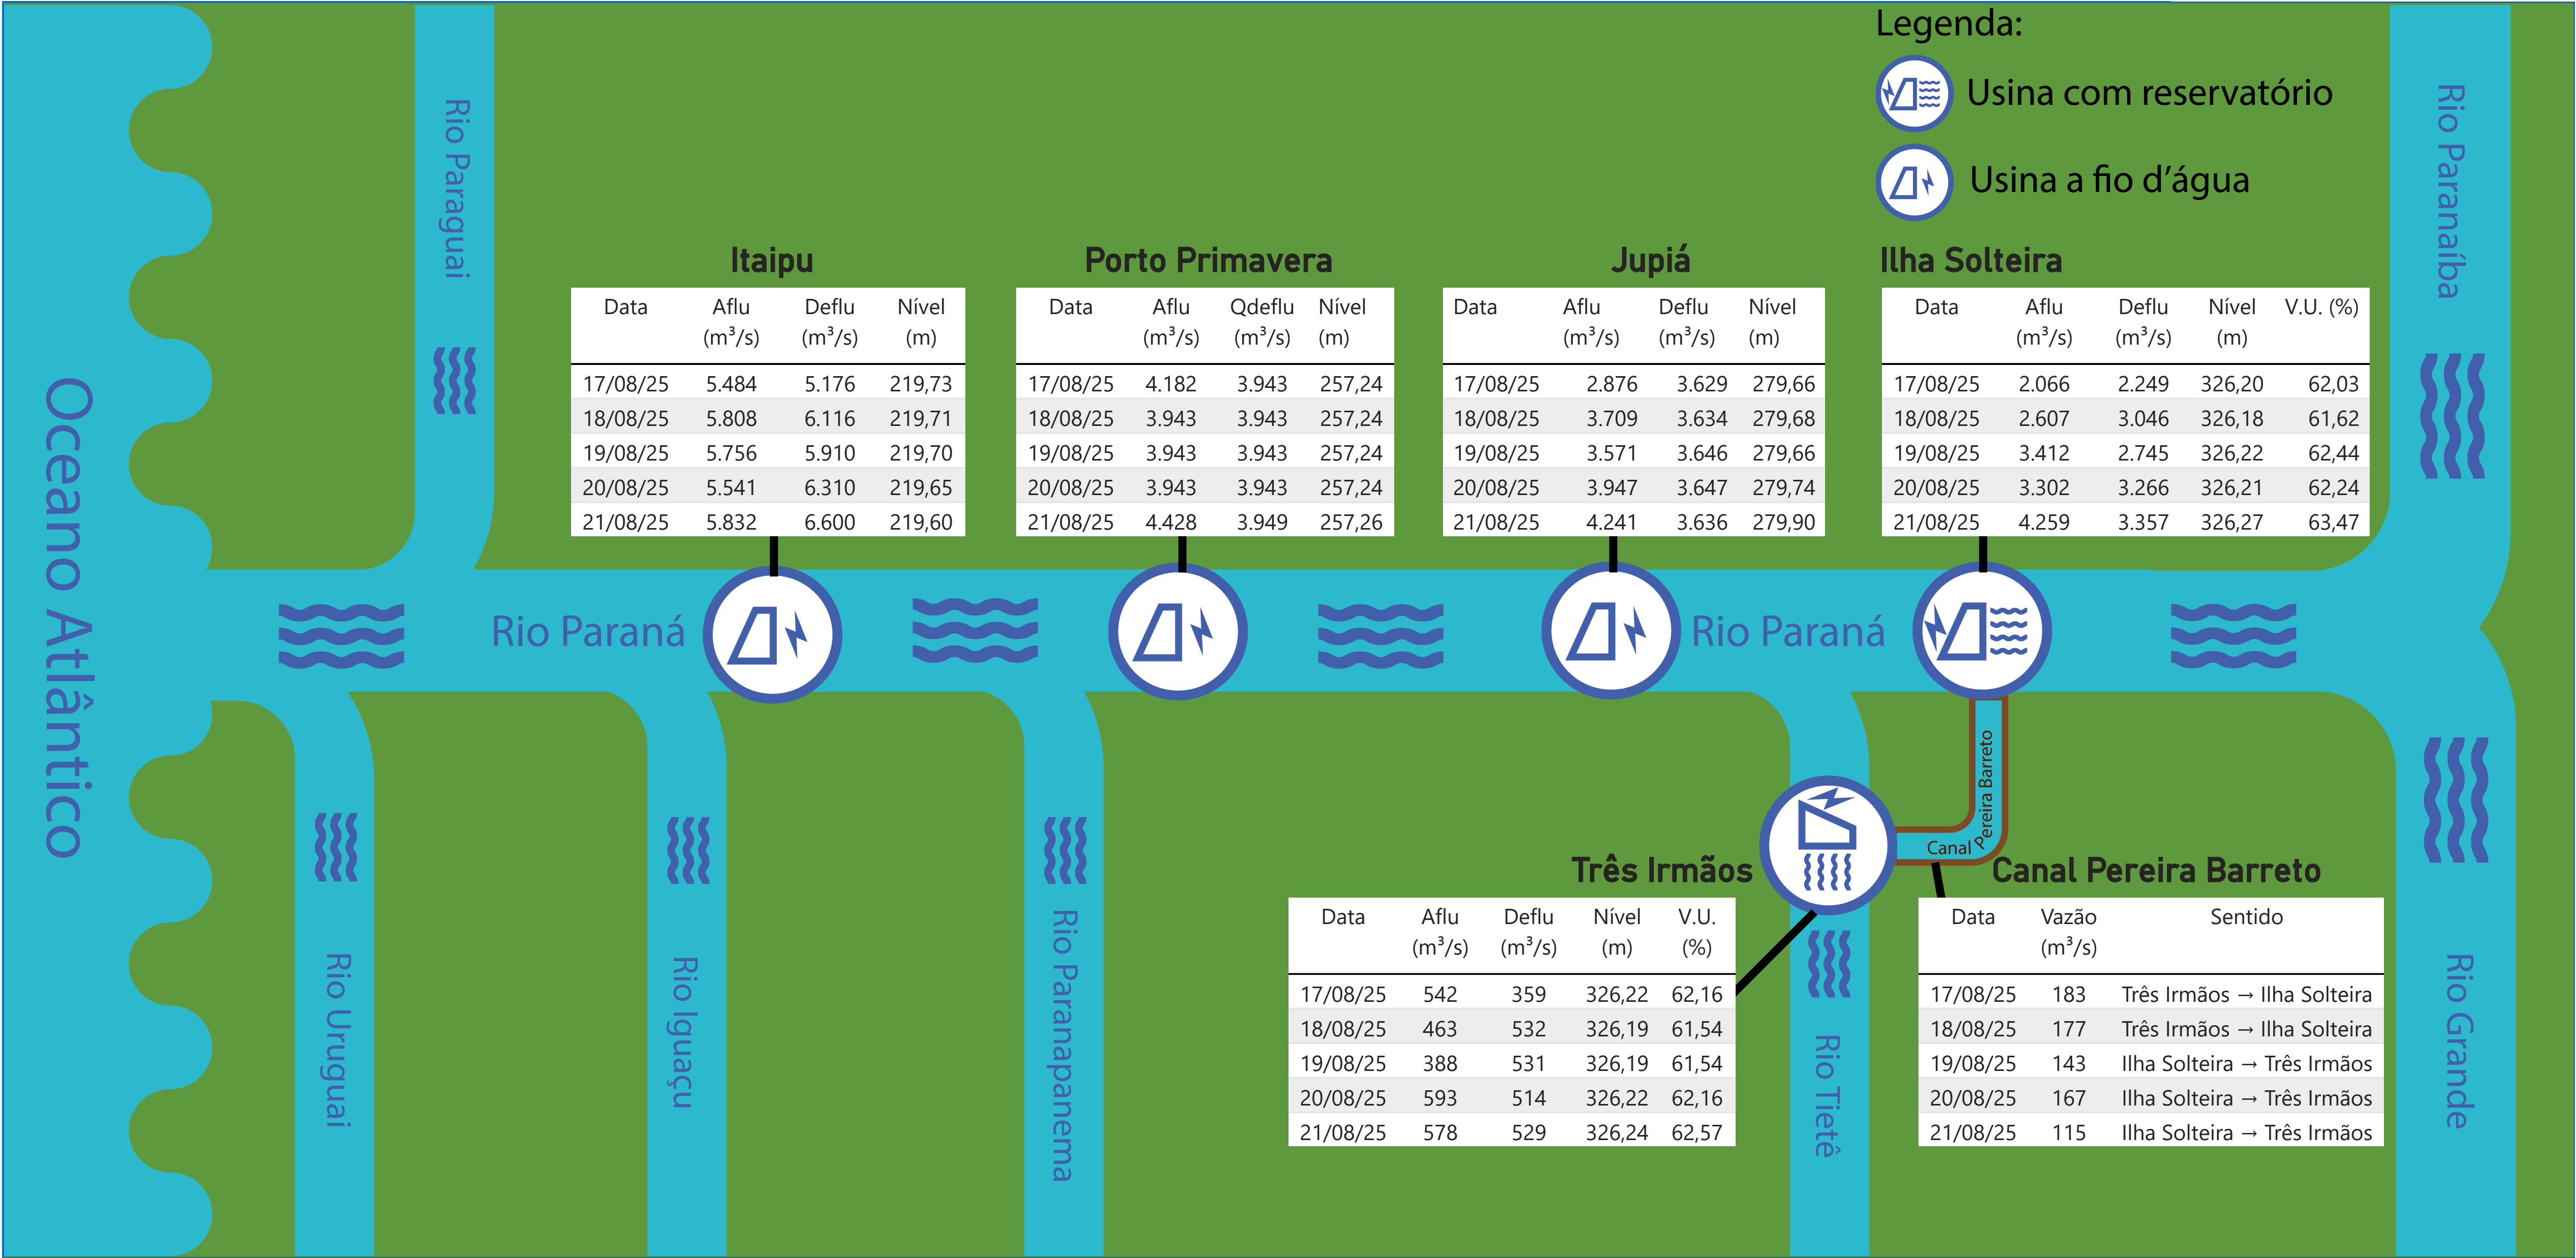 Legenda:
Usina com reservatório
Usina a fio d’água
Oceano Atlântico
Rio Paraguai
Rio Paranaíba
Itaipu
Data Aflu Deflu Nível
(m³/s) (m³/s) (m)
17/08/25 5.484 5.176 219,73
18/08/25 5.808 6.116 219,71
19/08/25 5.756 5.910 219,70
20/08/25 5.541 6.310 219,65
21/08/25 5.832 6.600 219,60
Porto Primavera
Data Aflu Qdeflu Nível
(m³/s) (m³/s) (m)
17/08/25 4.182 3.943 257,24
18/08/25 3.943 3.943 257,24
19/08/25 3.943 3.943 257,24
20/08/25 3.943 3.943 257,24
21/08/25 4.428 3.949 257,26
Jupiá
Data Aflu Deflu Nível
(m³/s) (m³/s) (m)
17/08/25 2.876 3.629 279,66
18/08/25 3.709 3.634 279,68
19/08/25 3.571 3.646 279,66
20/08/25 3.947 3.647 279,74
21/08/25 4.241 3.636 279,90
Ilha Solteira
Data Aflu Deflu Nível V.U. (%)
(m³/s) (m³/s) (m)
17/08/25 2.066 2.249 326,20 62,03
18/08/25 2.607 3.046 326,18 61,62
19/08/25 3.412 2.745 326,22 62,44
20/08/25 3.302 3.266 326,21 62,24
21/08/25 4.259 3.357 326,27 63,47
Rio Paraná
Rio Paraná
Canal Pereira Barreto
Três Irmãos
Data Aflu Deflu Nível V.U.
(m³/s) (m³/s) (m) (%)
17/08/25 542 359 326,22 62,16
18/08/25 463 532 326,19 61,54
19/08/25 388 531 326,19 61,54
20/08/25 593 514 326,22 62,16
21/08/25 578 529 326,24 62,57
Canal Pereira Barreto
Data Vazão Sentido
(m³/s)
17/08/25 183 Três Irmãos → Ilha Solteira
18/08/25 177 Três Irmãos → Ilha Solteira
19/08/25 143 Ilha Solteira → Três Irmãos
20/08/25 167 Ilha Solteira → Três Irmãos
21/08/25 115 Ilha Solteira → Três Irmãos
Rio Uruguai
Rio Iguaçu
Rio Paranapanema
Rio Tietê
Rio Grande